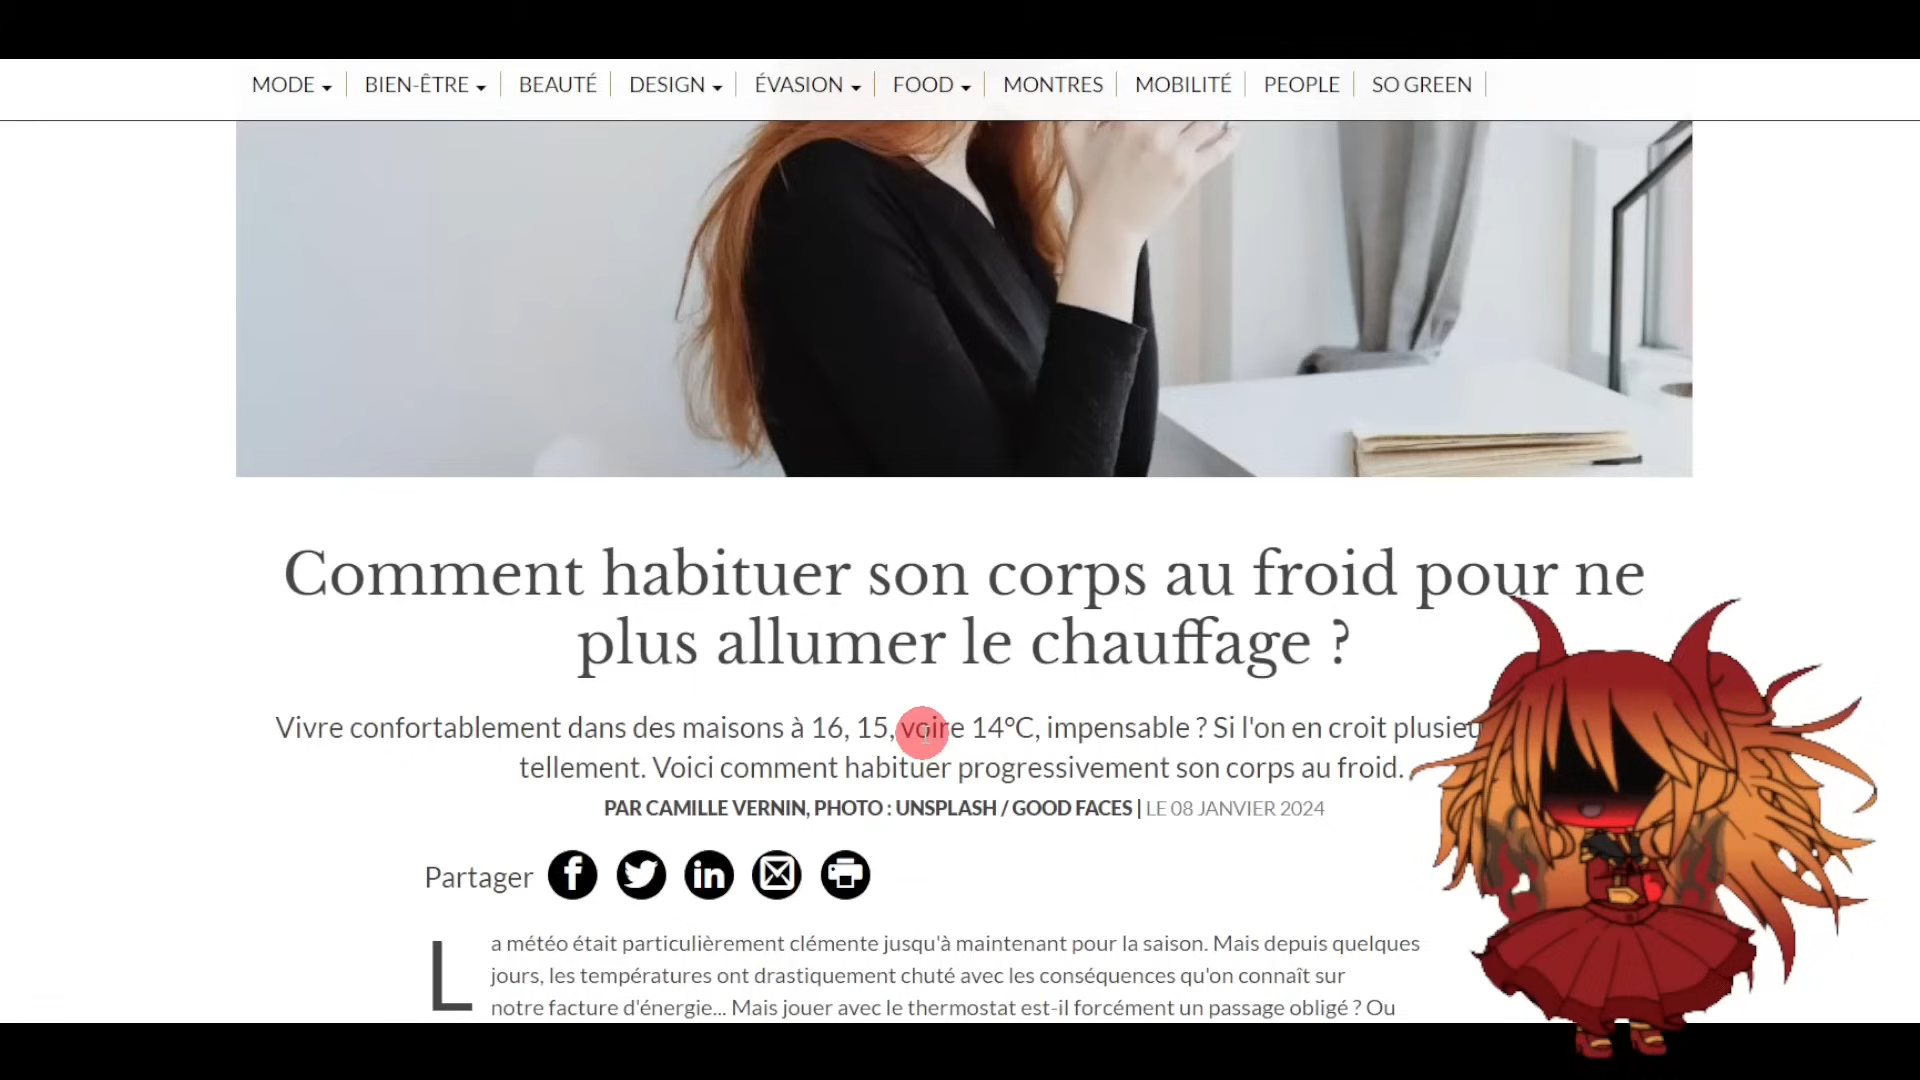 MODE BIEN-ÊTRE BEAUTÉ DESIGN ÉVASION FOOD MONTRES MOBILITÉ PEOPLE SO GREEN
Comment habituer son corps au froid pour ne
plus allumer le chauffage ?
Vivre confortablement dans des maisons à 16, 15, voire 14°C, impensable ? Si l'on en croit
tellement. Voici comment habituer progressivement son corps au froid.
PAR CAMILLE VERNIN, PHOTO : UNSPLASH / GOOD FACES | LE 08 JANVIER 2024
Partager
La météo était particulièrement clémente jusqu'à maintenant pour la saison. Mais depuis quelques
jours, les températures ont drastiquement chuté avec les conséquences qu'on connaît sur
notre facture d'énergie... Mais jouer avec le thermostat est-il forcément un passage obligé ? Ou